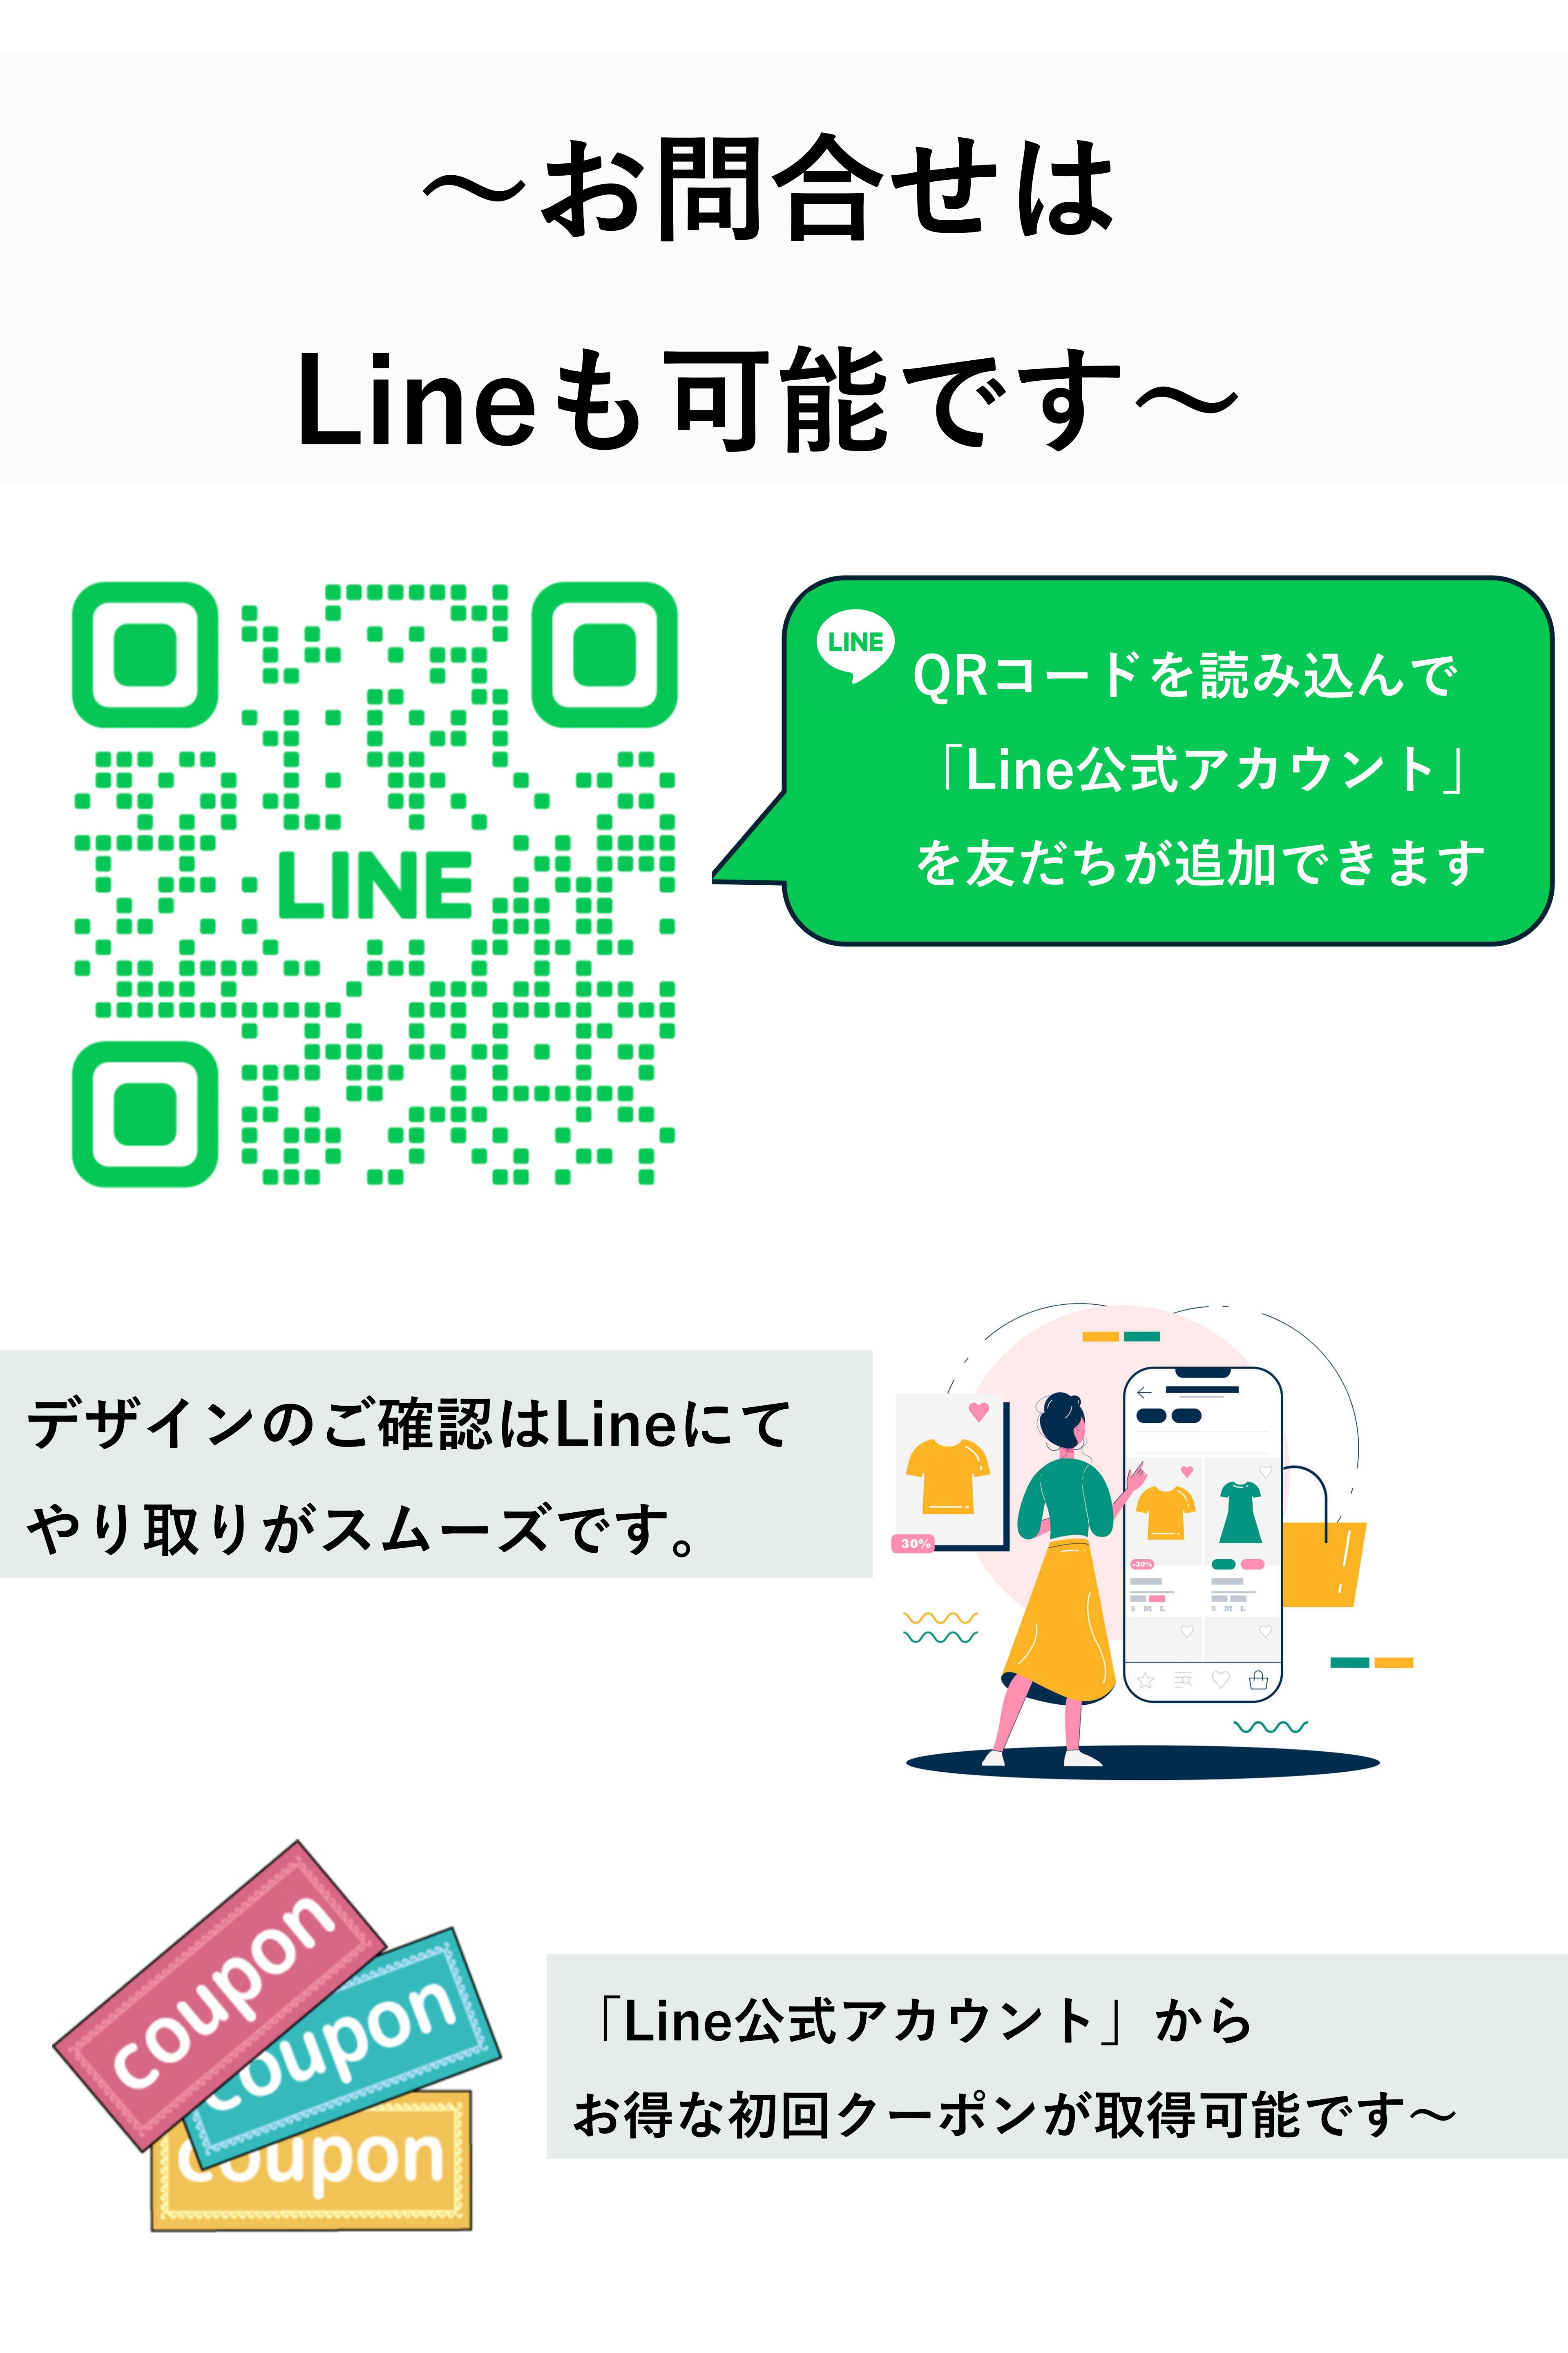 ～お問合せは
Lineも可能です～
LINE
QRコードを読み込んで
「Line公式アカウント」
を友だちが追加できます
LINE
デザインのご確認はLineにて
やり取りがスムーズです。
30%
-30%
S M L
S M L
coupon
coupon
coupon
「Line公式アカウント」から
お得な初回クーポンが取得可能です～